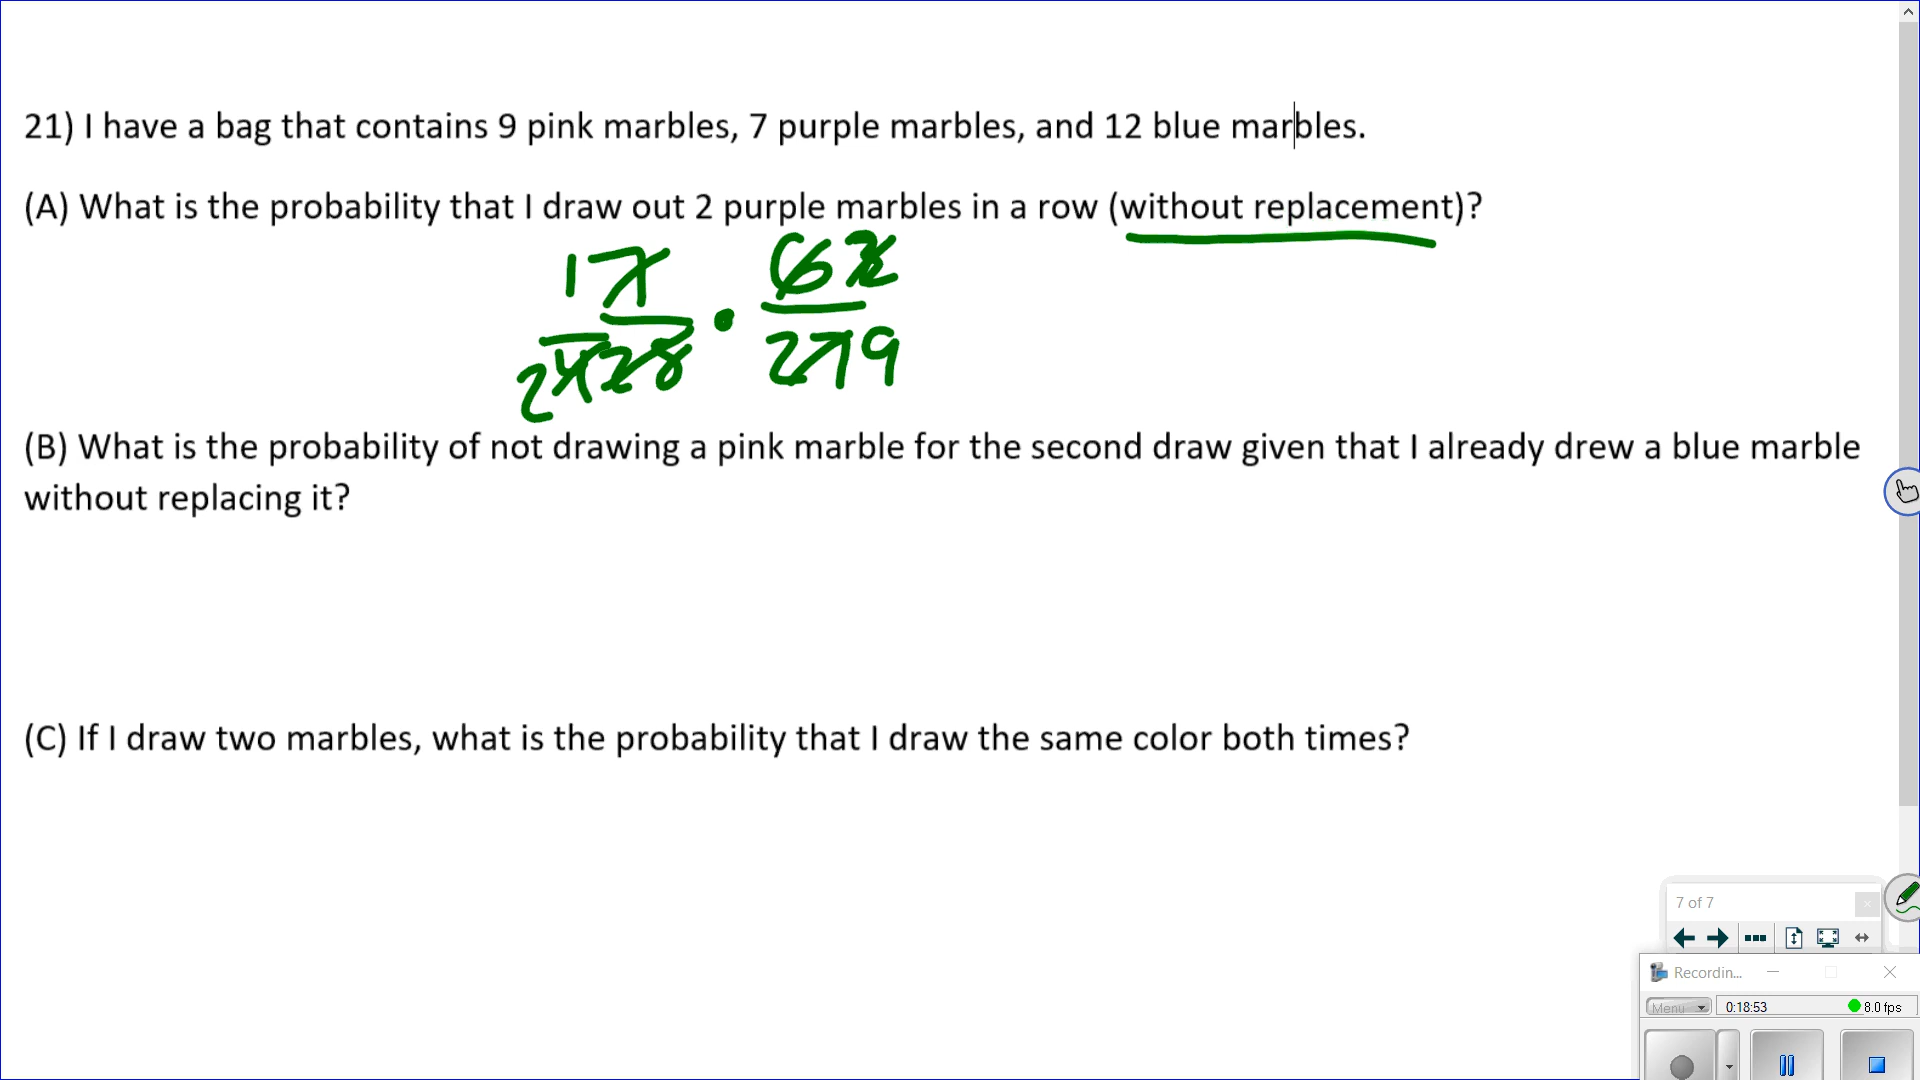 21) I have a bag that contains 9 pink marbles, 7 purple marbles, and 12 blue marbles.
(A) What is the probability that I draw out 2 purple marbles in a row (without replacement)?
1 7 6 2
2 4 28 • 27 9
(B) What is the probability of not drawing a pink marble for the second draw given that I already drew a blue marble
without replacing it?
(C) If I draw two marbles, what is the probability that I draw the same color both times?
7 of 7
Recordin...
Menu 0:18:53 8.0 fps